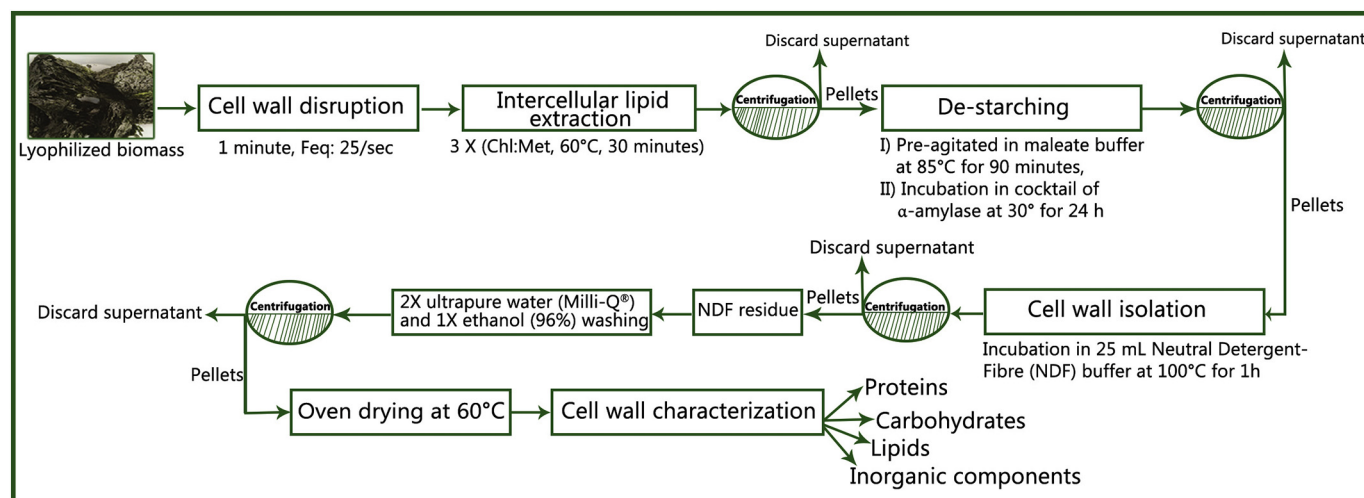 Lyophilized biomass
Cell wall disruption
1 minute, Feq: 25/sec
Intercellular lipid
extraction
3 X (Chl:Met, 60°C, 30 minutes)
Centrifugation
Discard supernatant
Pellets
De-starching
I) Pre-agitated in maleate buffer
at 85°C for 90 minutes,
II) Incubation in cocktail of
α-amylase at 30° for 24 h
Centrifugation
Discard supernatant
Pellets
Cell wall isolation
Incubation in 25 mL Neutral Detergent-
Fibre (NDF) buffer at 100°C for 1h
Centrifugation
Discard supernatant
Pellets
NDF residue
2X ultrapure water (Milli-Q®)
and 1X ethanol (96%) washing
Centrifugation
Discard supernatant
Pellets
Oven drying at 60°C
Cell wall characterization
Proteins
Carbohydrates
Lipids
Inorganic components